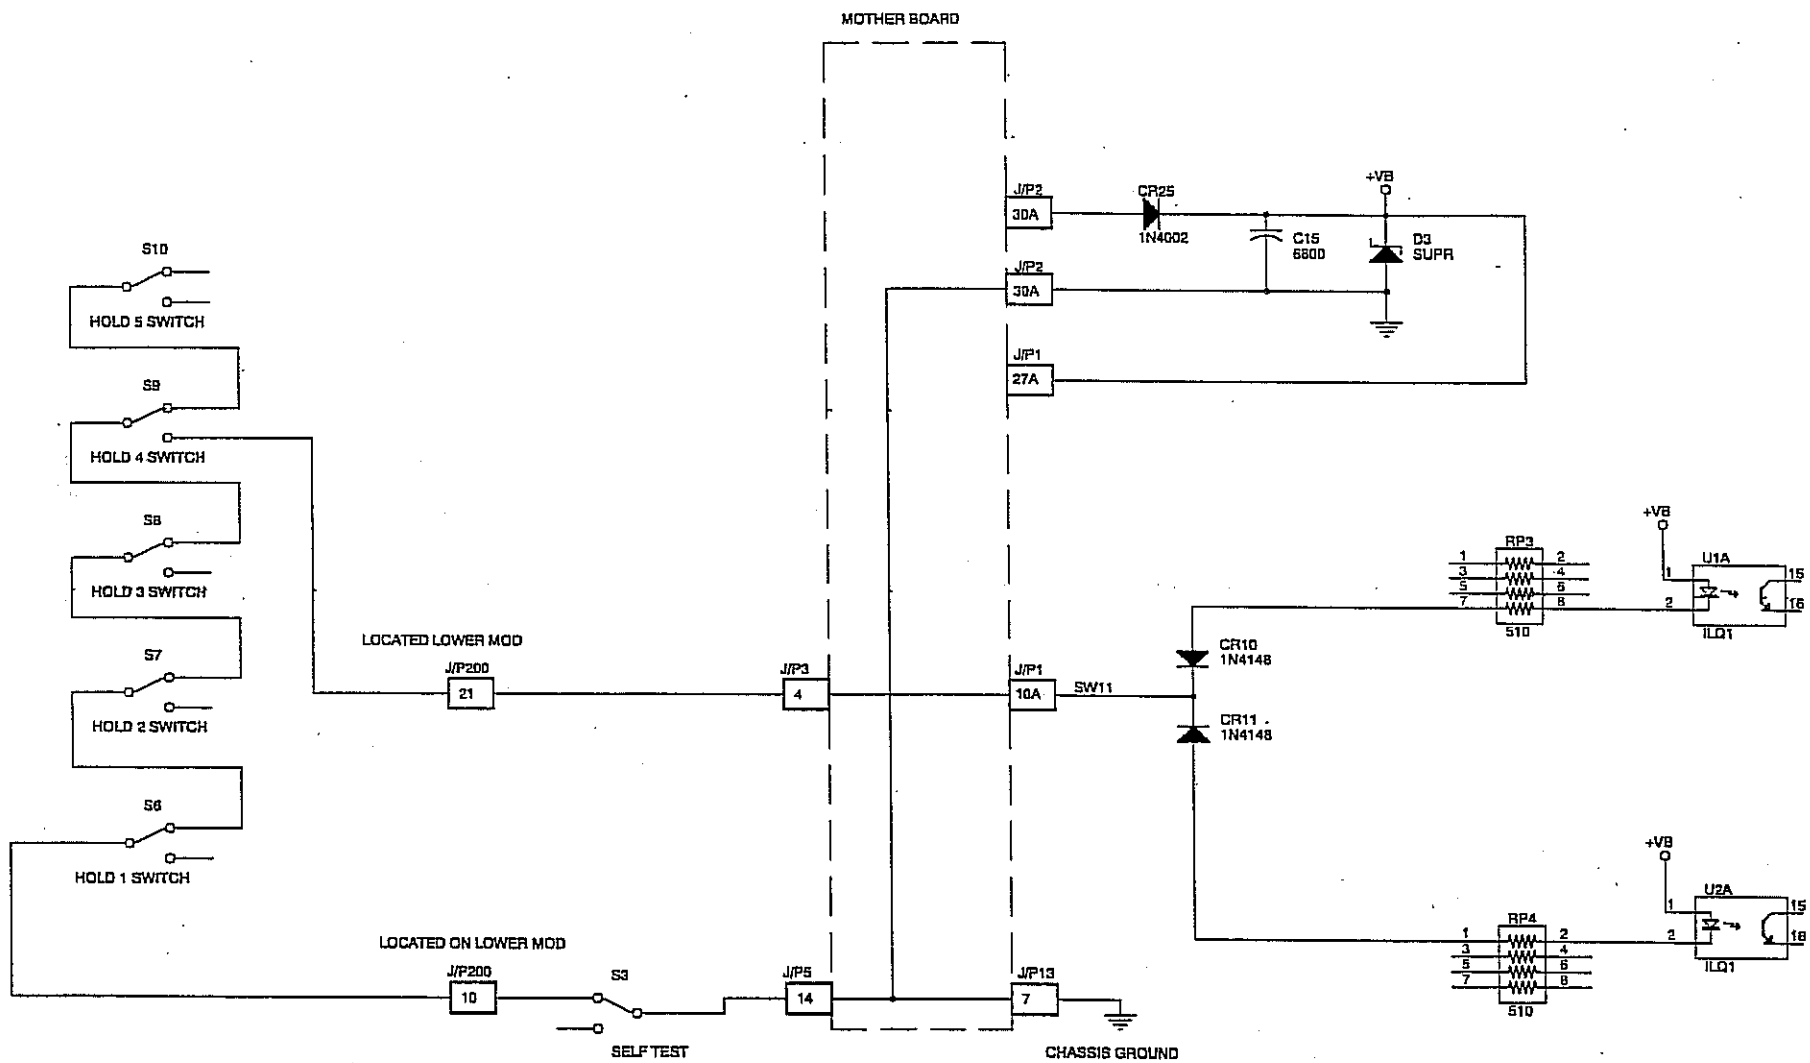 MOTHER BOARD
J/P2
30A
CR25
1N4002
+VB
C15
6800
D3
SUPR
J/P2
30A
J/P1
27A
S10
HOLD 5 SWITCH
S9
HOLD 4 SWITCH
S8
HOLD 3 SWITCH
S7
HOLD 2 SWITCH
S6
HOLD 1 SWITCH
LOCATED LOWER MOD
J/P200
21
J/P3
4
J/P1
10A
SW11
CR10
1N4148
CR11
1N4148
RP3
1 2
3 4
5 6
7 8
510
+VB
U1A
1 15
2 16
ILQ1
+VB
U2A
1 15
2 16
ILQ1
RP4
1 2
3 4
5 6
7 8
510
LOCATED ON LOWER MOD
J/P200
10
S3
SELF TEST
J/P5
14
J/P13
7
CHASSIS GROUND